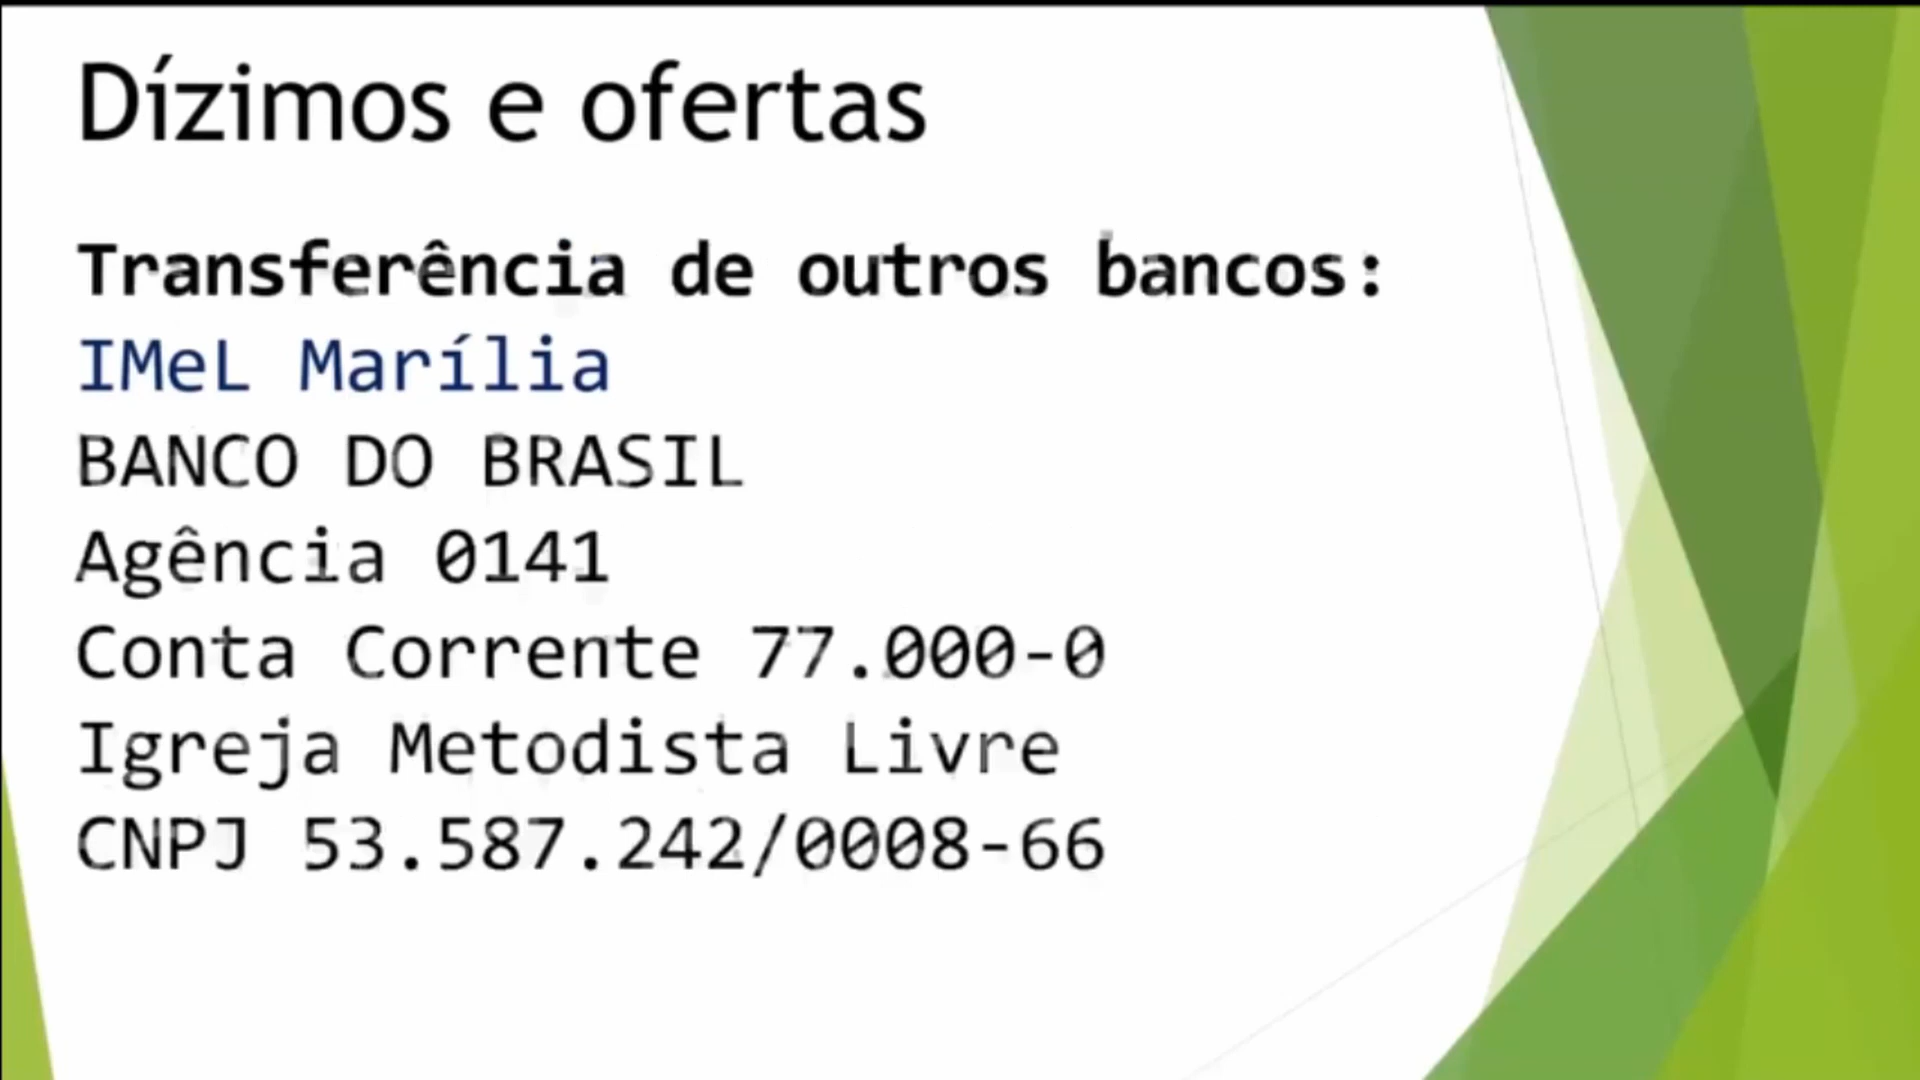 Dízimos e ofertas
Transferência de outros bancos:
IMeL Marília
BANCO DO BRASIL
Agência 0141
Conta Corrente 77.000-0
Igreja Metodista Livre
CNPJ 53.587.242/0008-66